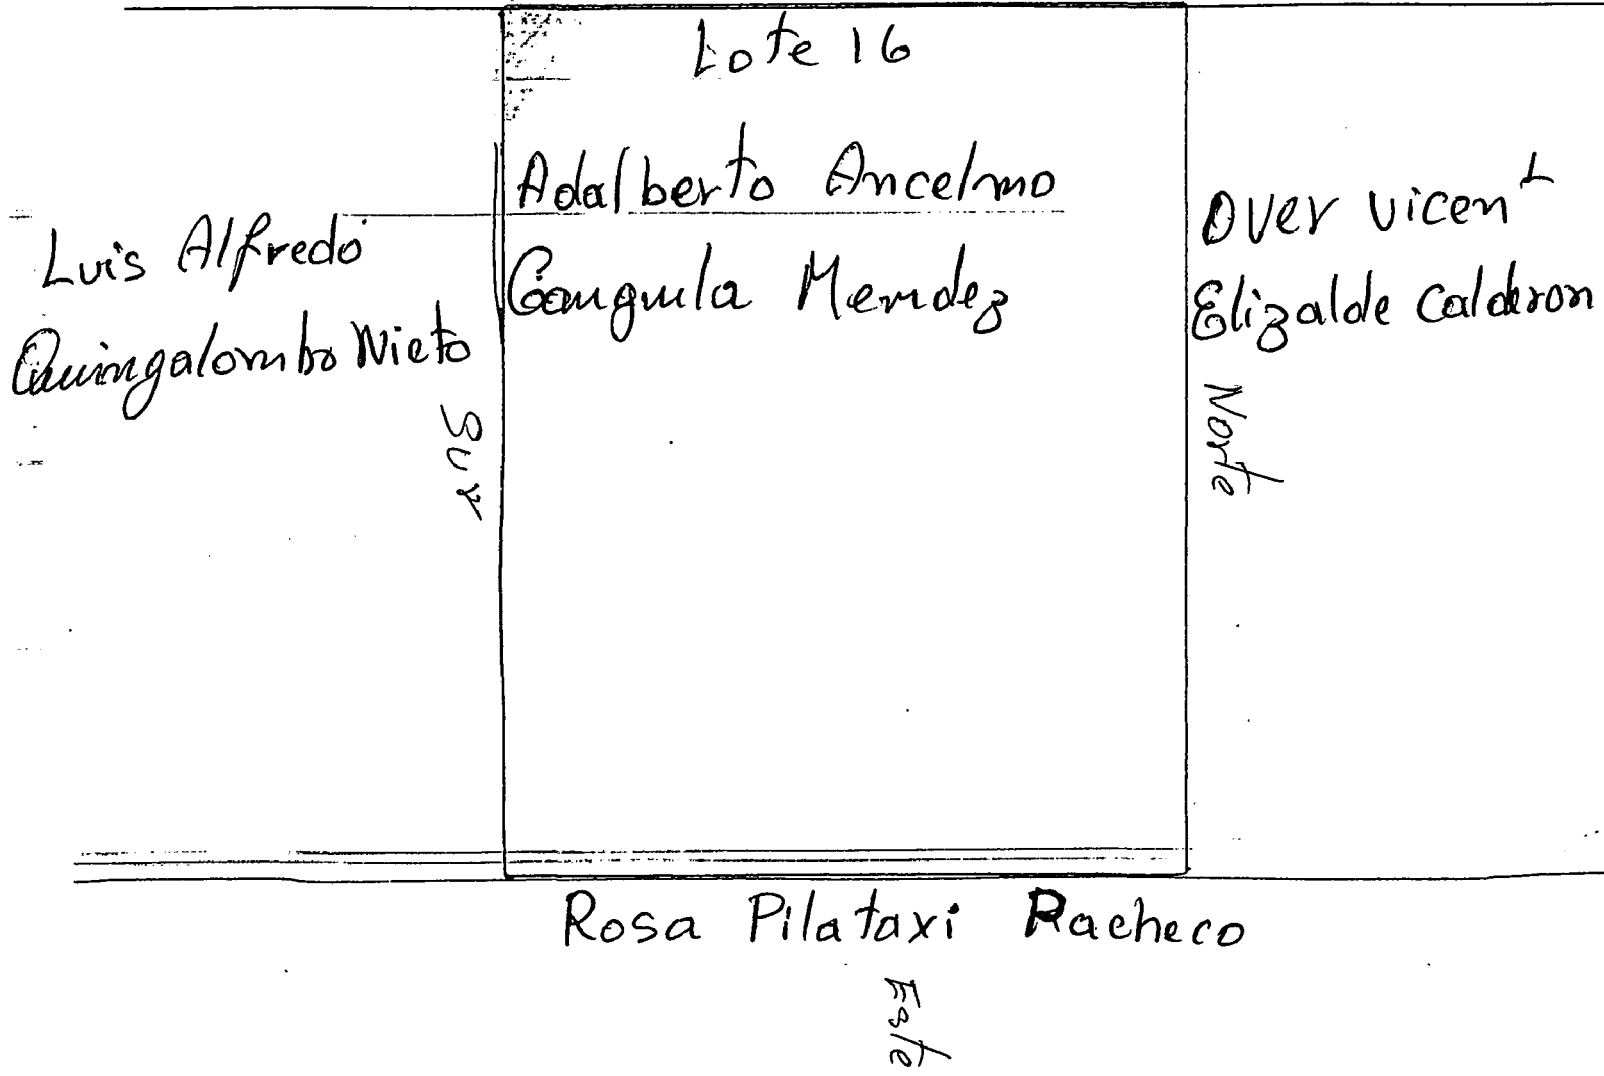 Lote 16
Adalberto Ancelmo
Gangula Mendez
Luis Alfredo
Quingalombo Nieto
Sur
Over vicent
Elizalde Calderon
Norte
Rosa Pilataxi Pacheco
Este